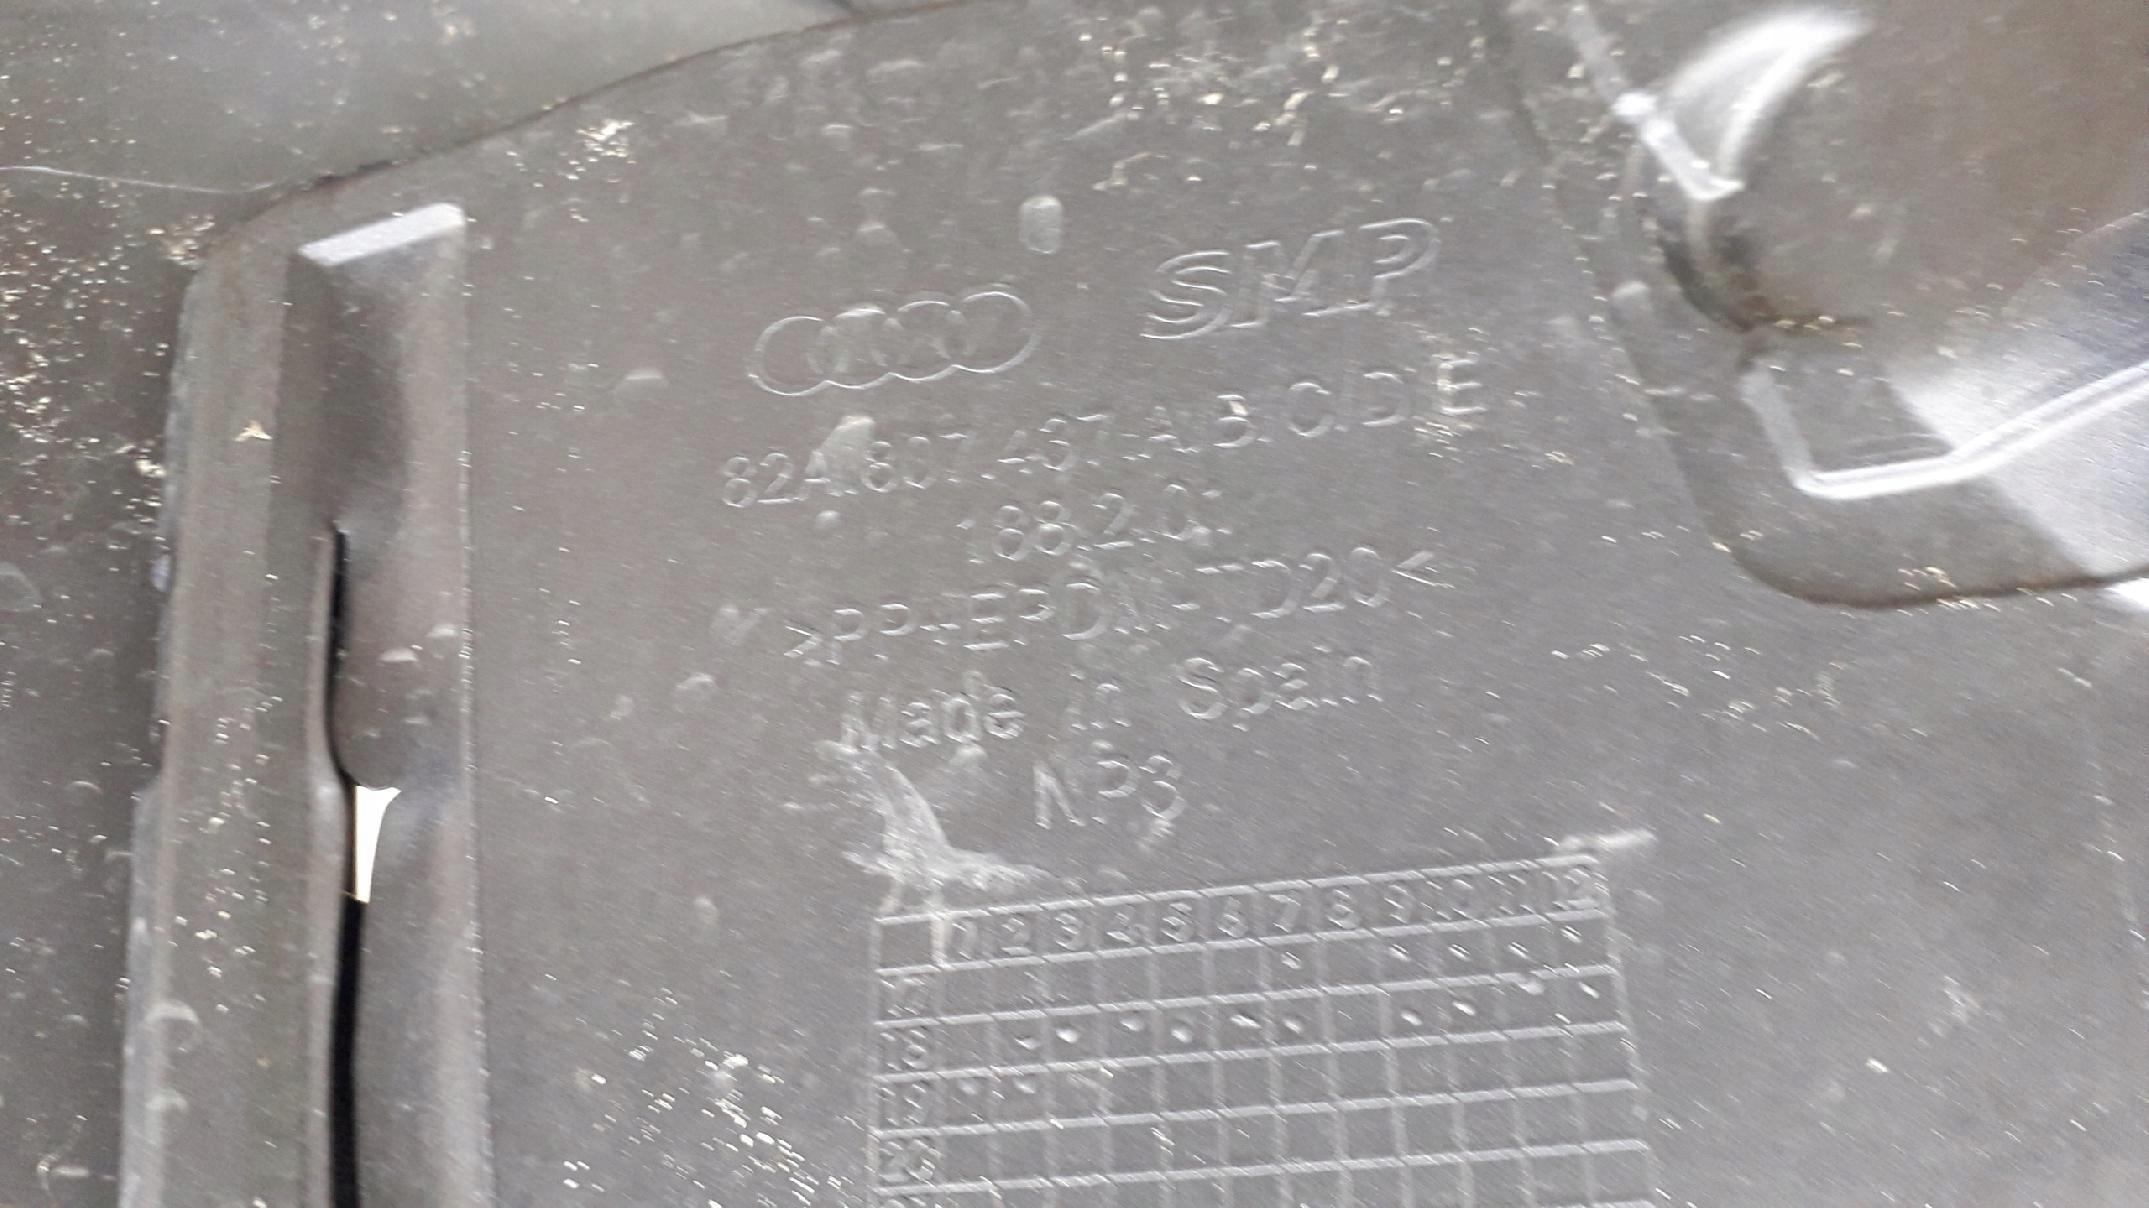 SMP
82A.807.437-A/B/C/D/E
188.2.01
>PP+EPDM-TD20<
Made in Spain
NP3
1 2 3 4 5 6 7 8 9 10 11 12
17
18
19
20